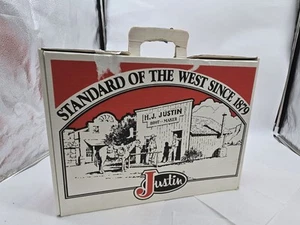 STANDARD OF THE WEST SINCE 1879
H.J. JUSTIN
BOOT MAKER
Justin